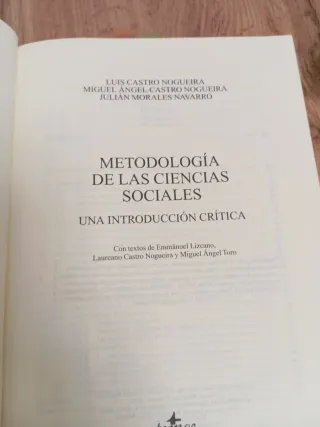 LUIS CASTRO NOGUEIRA
MIGUEL ÁNGEL CASTRO NOGUEIRA
JULIÁN MORALES NAVARRO
METODOLOGÍA
DE LAS CIENCIAS
SOCIALES
UNA INTRODUCCIÓN CRÍTICA
Con textos de Emmánuel Lizcano,
Laureano Castro Nogueira y Miguel Ángel Toro